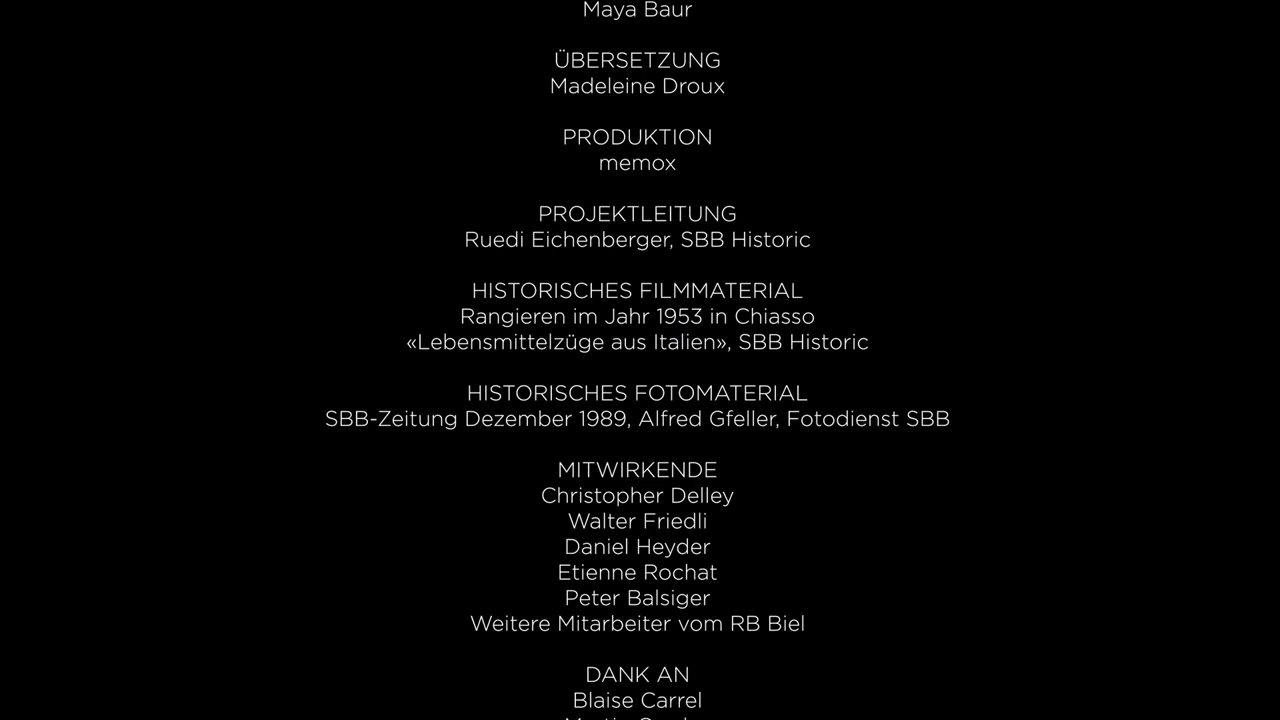 Maya Baur
ÜBERSETZUNG
Madeleine Droux
PRODUKTION
memox
PROJEKTLEITUNG
Ruedi Eichenberger, SBB Historic
HISTORISCHES FILMMATERIAL
Rangieren im Jahr 1953 in Chiasso
«Lebensmittelzüge aus Italien», SBB Historic
HISTORISCHES FOTOMATERIAL
SBB-Zeitung Dezember 1989, Alfred Gfeller, Fotodienst SBB
MITWIRKENDE
Christopher Delley
Walter Friedli
Daniel Heyder
Etienne Rochat
Peter Balsiger
Weitere Mitarbeiter vom RB Biel
DANK AN
Blaise Carrel